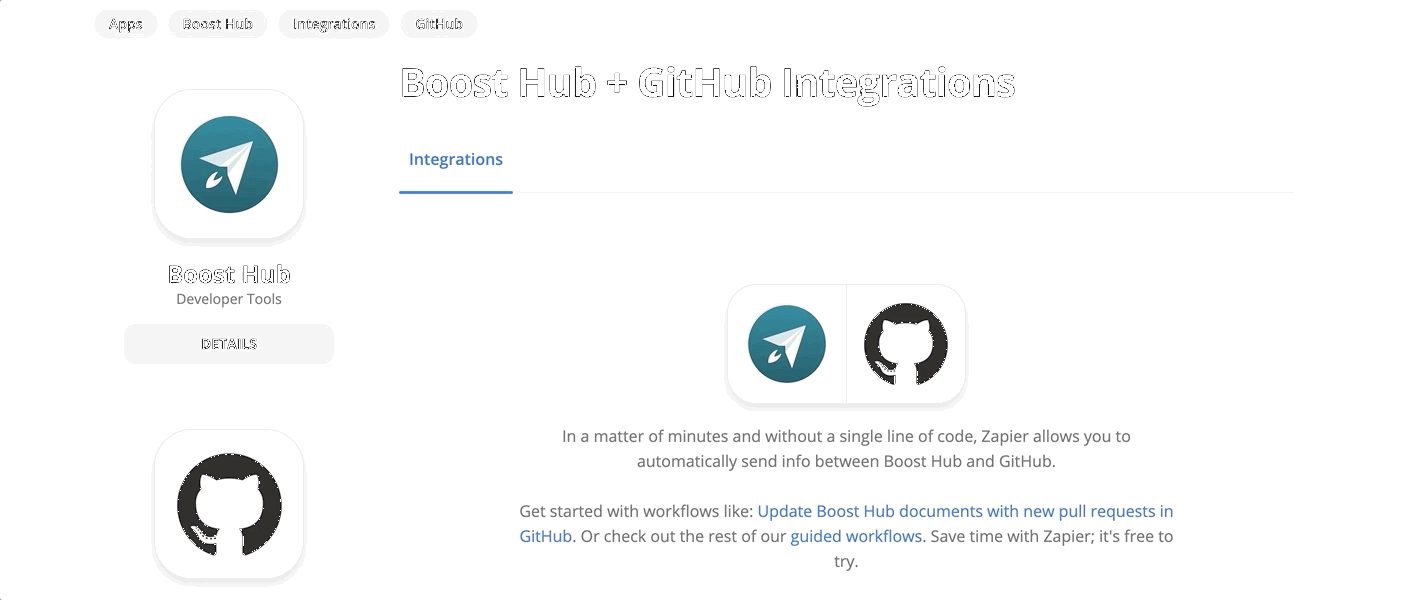 Apps Boost Hub Integrations GitHub
Boost Hub + GitHub Integrations
Integrations
Boost Hub
Developer Tools
DETAILS
In a matter of minutes and without a single line of code, Zapier allows you to
automatically send info between Boost Hub and GitHub.
Get started with workflows like: Update Boost Hub documents with new pull requests in
GitHub. Or check out the rest of our guided workflows. Save time with Zapier; it's free to
try.